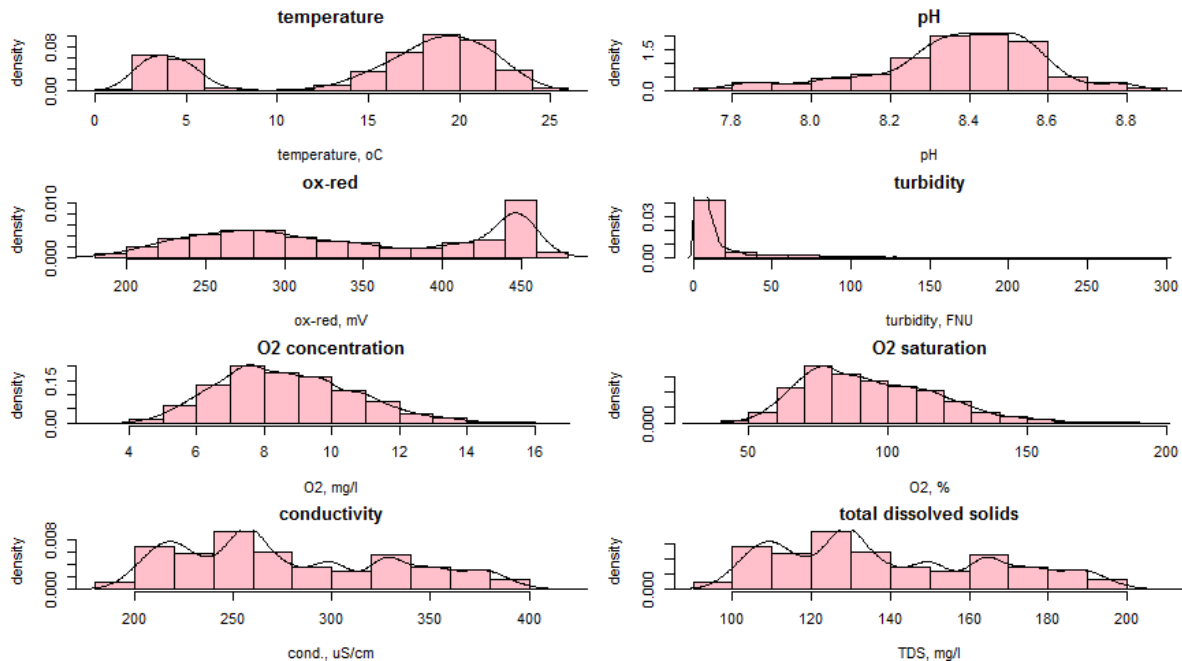 temperature
density
0.00 0.08
0 5 10 15 20 25
temperature, oC
pH
density
0.0 1.5
7.8 8.0 8.2 8.4 8.6 8.8
pH
ox-red
density
0.000 0.010
200 250 300 350 400 450
ox-red, mV
turbidity
density
0.00 0.03
0 50 100 150 200 250 300
turbidity, FNU
O2 concentration
density
0.00 0.15
4 6 8 10 12 14 16
O2, mg/l
O2 saturation
density
0.000
50 100 150 200
O2, %
conductivity
density
0.000 0.008
200 250 300 350 400
cond., uS/cm
total dissolved solids
density
0.000
100 120 140 160 180 200
TDS, mg/l